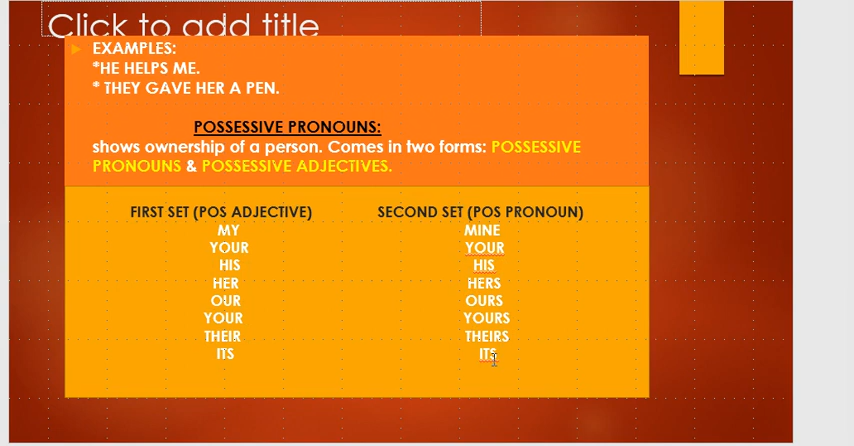 Click to add title
EXAMPLES:
*HE HELPS ME.
* THEY GAVE HER A PEN.
POSSESSIVE PRONOUNS:
shows ownership of a person. Comes in two forms: POSSESSIVE
PRONOUNS & POSSESSIVE ADJECTIVES.
FIRST SET (POS ADJECTIVE) SECOND SET (POS PRONOUN)
MY MINE
YOUR YOUR
HIS HIS
HER HERS
OUR OURS
YOUR YOURS
THEIR THEIRS
ITS ITS